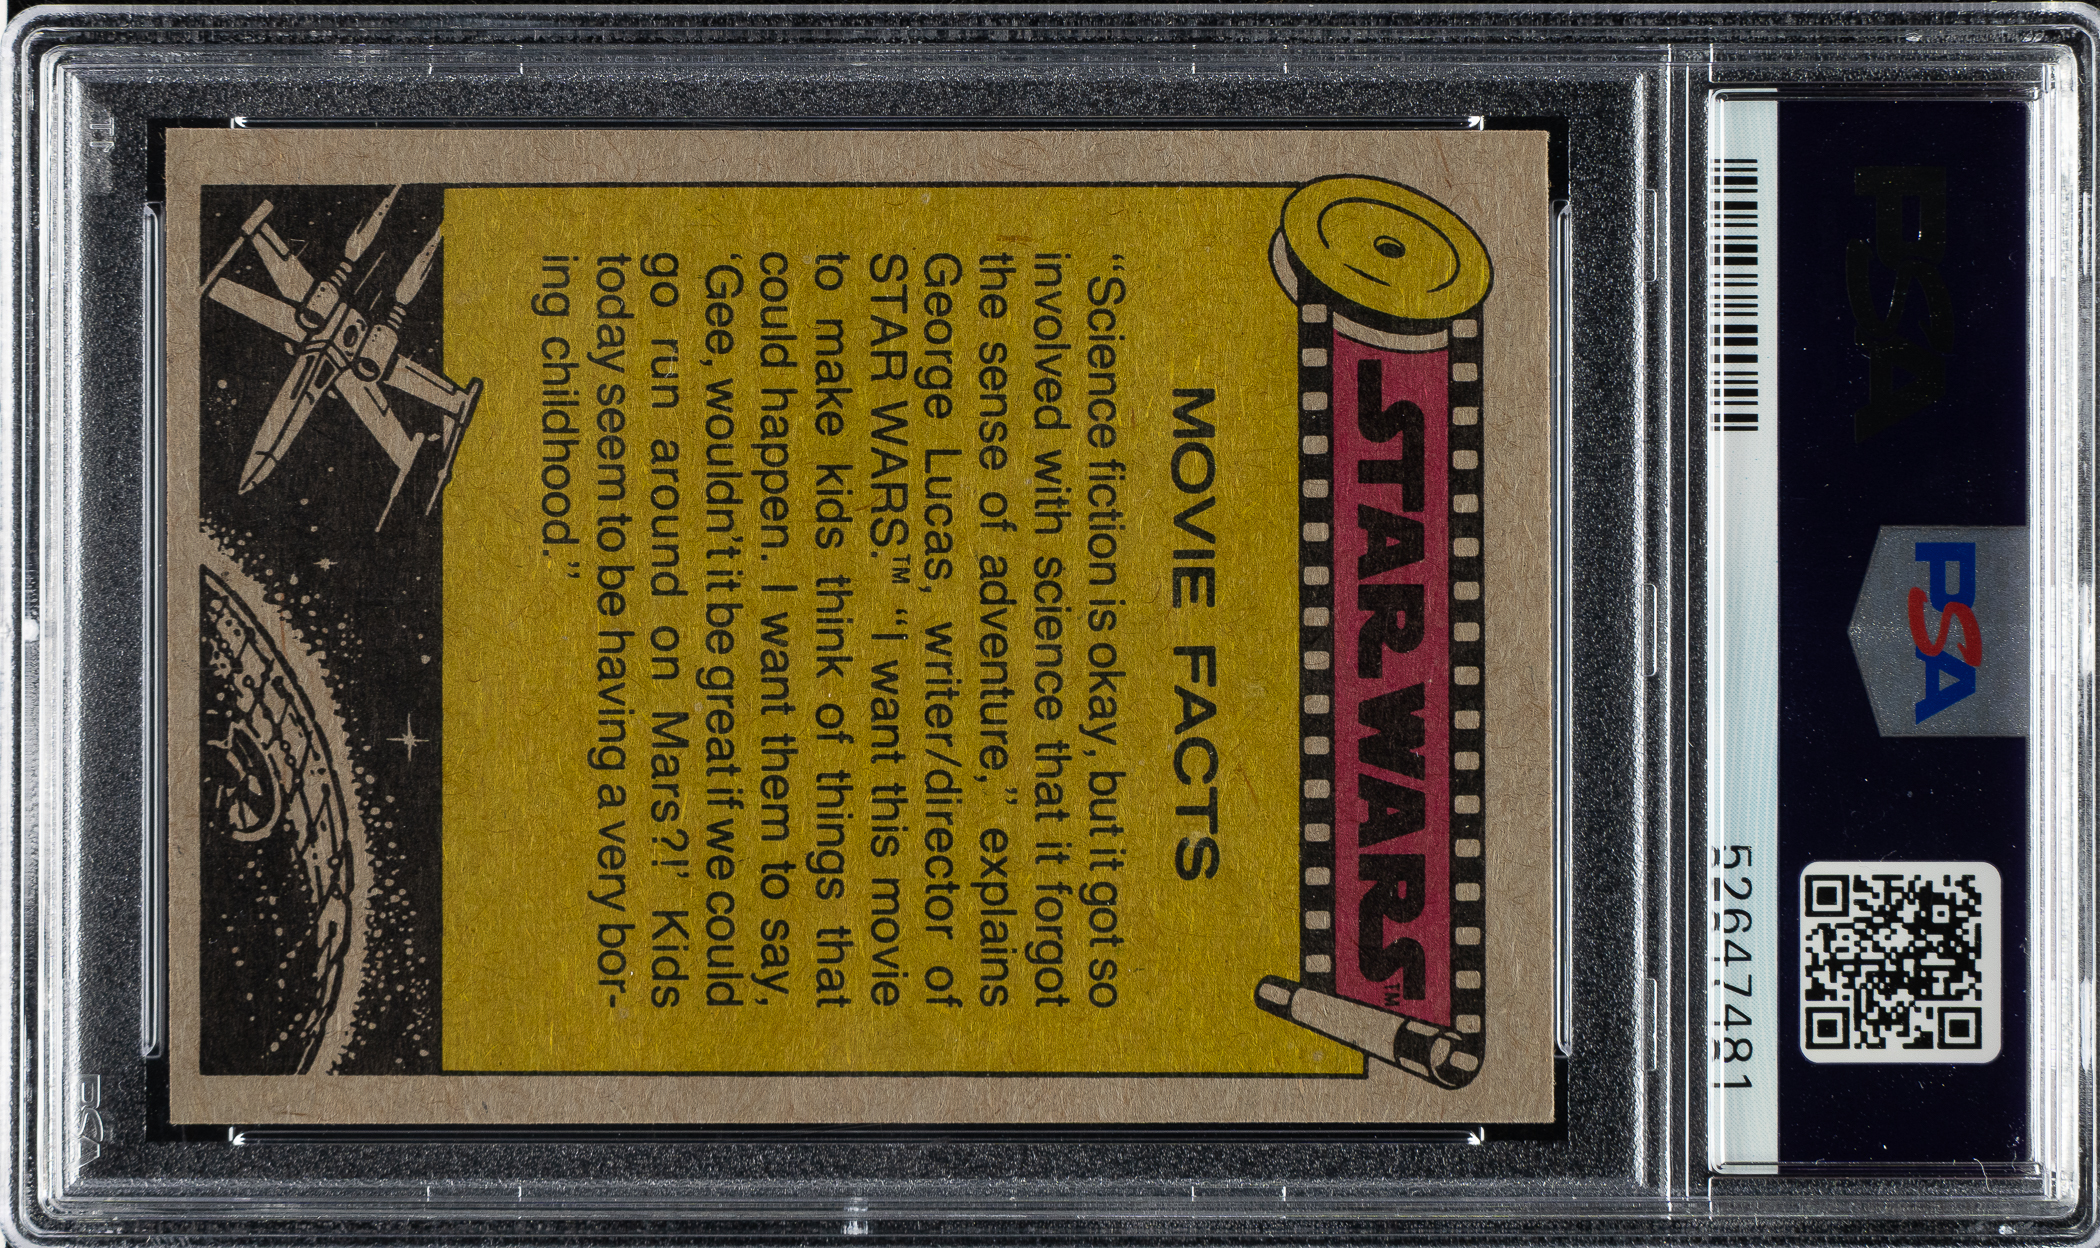 STAR WARS™
MOVIE FACTS
“Science fiction is okay, but it got so
involved with science that it forgot
the sense of adventure,” explains
George Lucas, writer/director of
STAR WARS.™ “I want this movie
to make kids think of things that
could happen. I want them to say,
‘Gee, wouldn’t it be great if we could
go run around on Mars?!’ Kids
today seem to be having a very bor-
ing childhood.”
PSA
PSA
52647481
PSA